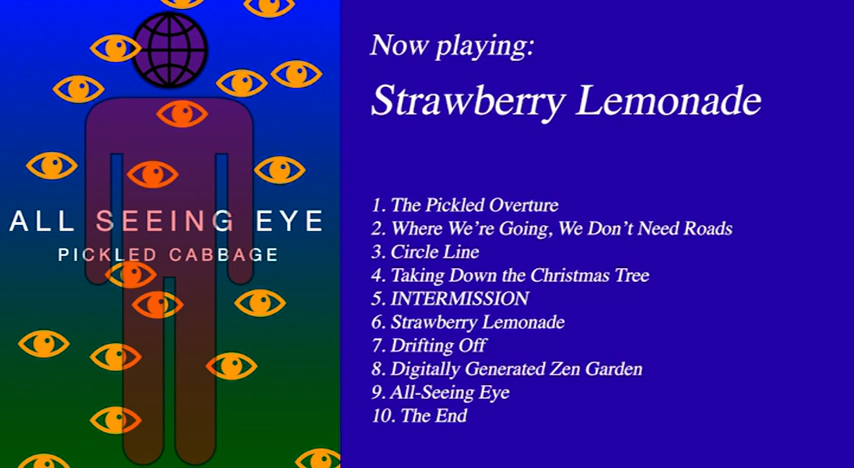 ALL SEEING EYE
PICKLED CABBAGE
Now playing:
Strawberry Lemonade
1. The Pickled Overture
2. Where We're Going, We Don't Need Roads
3. Circle Line
4. Taking Down the Christmas Tree
5. INTERMISSION
6. Strawberry Lemonade
7. Drifting Off
8. Digitally Generated Zen Garden
9. All-Seeing Eye
10. The End